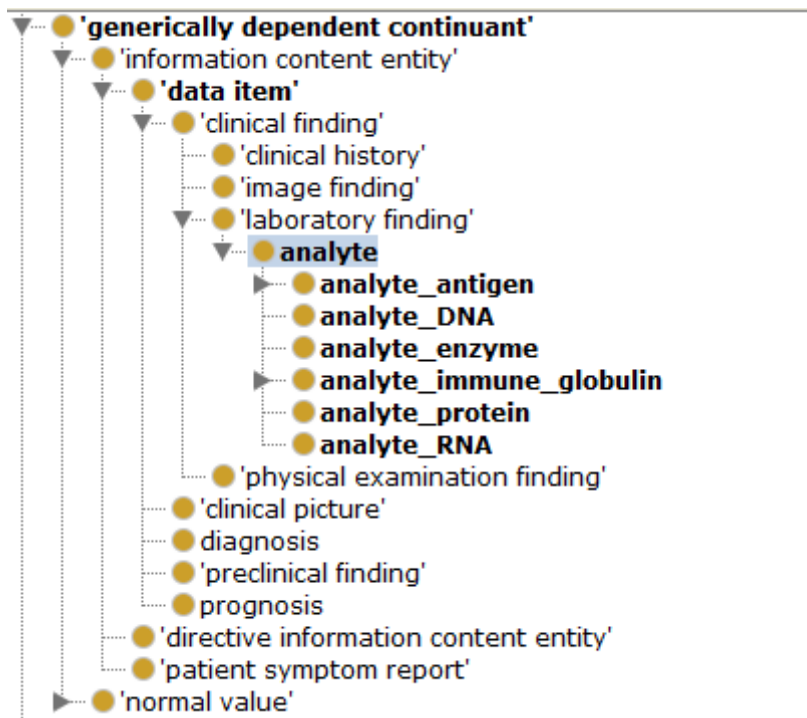 'generically dependent continuant'
'information content entity'
'data item'
'clinical finding'
'clinical history'
'image finding'
'laboratory finding'
analyte
analyte_antigen
analyte_DNA
analyte_enzyme
analyte_immune_globulin
analyte_protein
analyte_RNA
'physical examination finding'
'clinical picture'
diagnosis
'preclinical finding'
prognosis
'directive information content entity'
'patient symptom report'
'normal value'